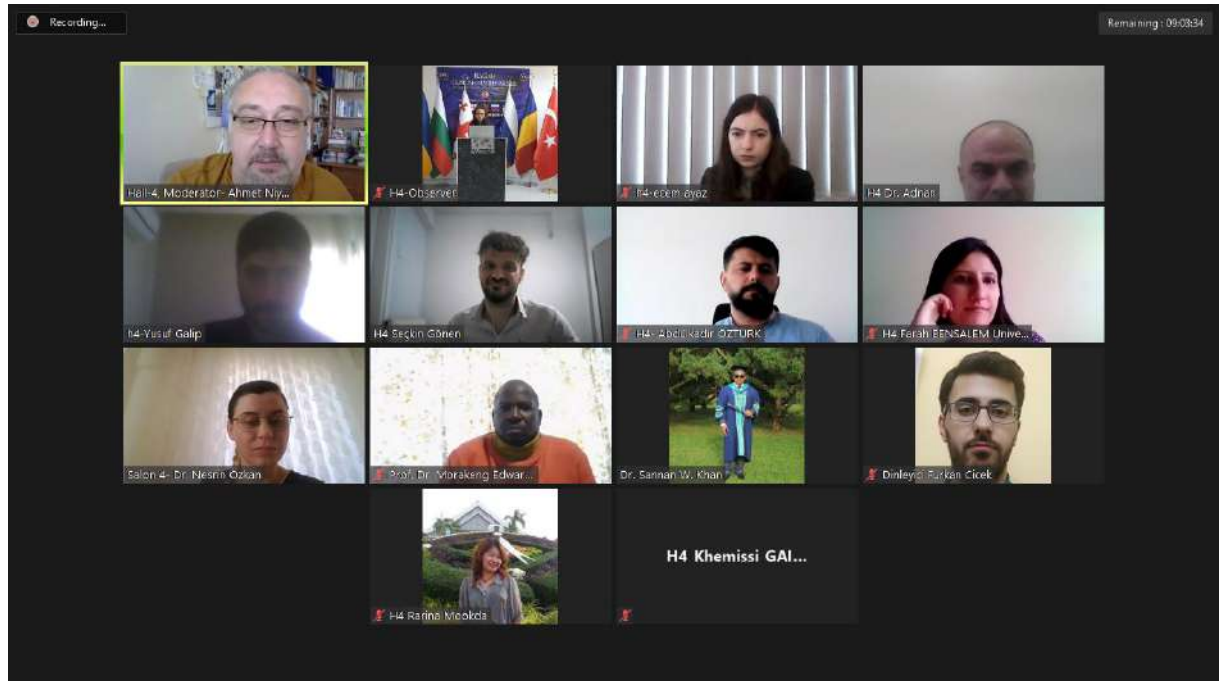 Recording...
Remaining : 09:03:34
Hall-4, Moderator- Ahmet Niy...
H4-Observer
h4-ecem ayaz
H4 Dr. Adnan
h4-Yusuf Galip
H4 Seçkin Gönen
H4- Abdulkadir ÖZTÜRK
H4 Farah BENSALEM Unive...
Salon 4- Dr. Nesrin Özkan
Prof. Dr. Morakeng Edwar...
Dr. Sannan W. Khan
Dinleyici Furkan Cicek
H4 Rarina Mookda
H4 Khemissi GAI...